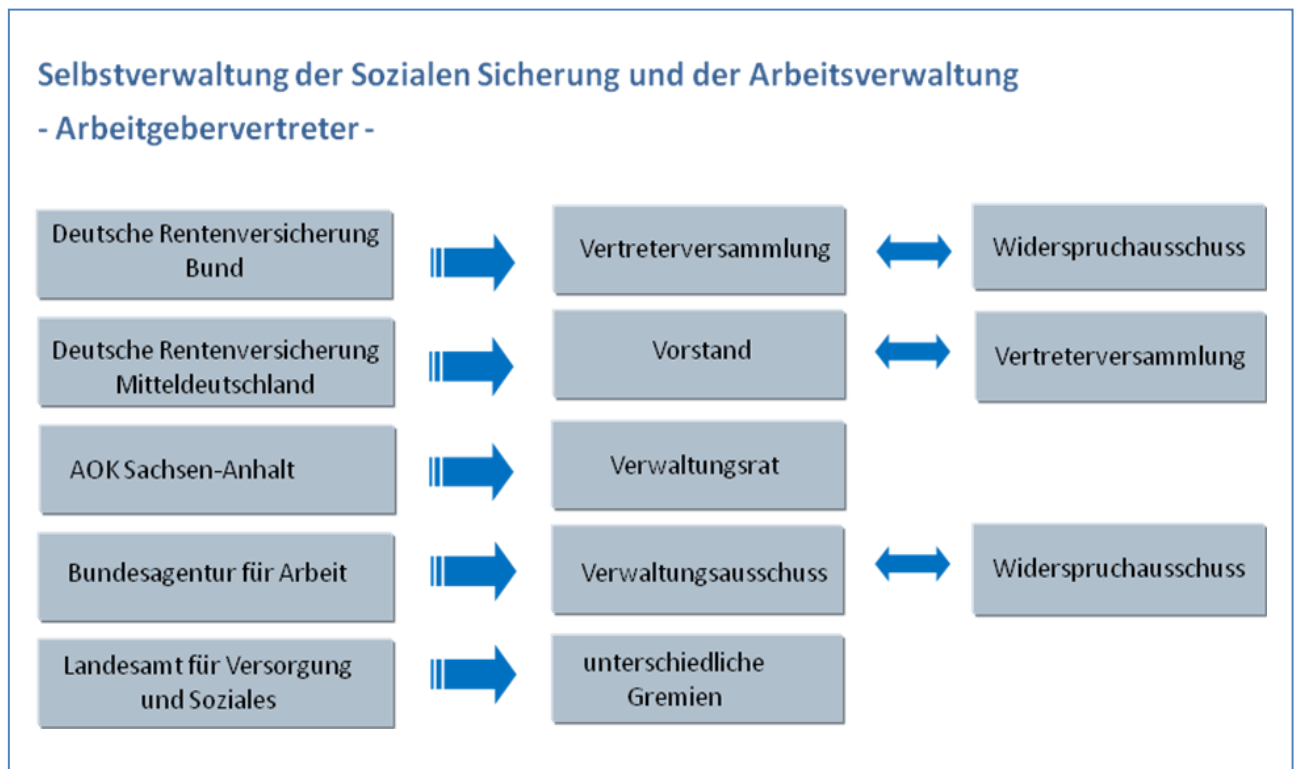 Selbstverwaltung der Sozialen Sicherung und der Arbeitsverwaltung
- Arbeitgebervertreter -
Deutsche Rentenversicherung
Bund
Vertreterversammlung
Widerspruchausschuss
Deutsche Rentenversicherung
Mitteldeutschland
Vorstand
Vertreterversammlung
AOK Sachsen-Anhalt
Verwaltungsrat
Bundesagentur für Arbeit
Verwaltungsausschuss
Widerspruchausschuss
Landesamt für Versorgung
und Soziales
unterschiedliche
Gremien